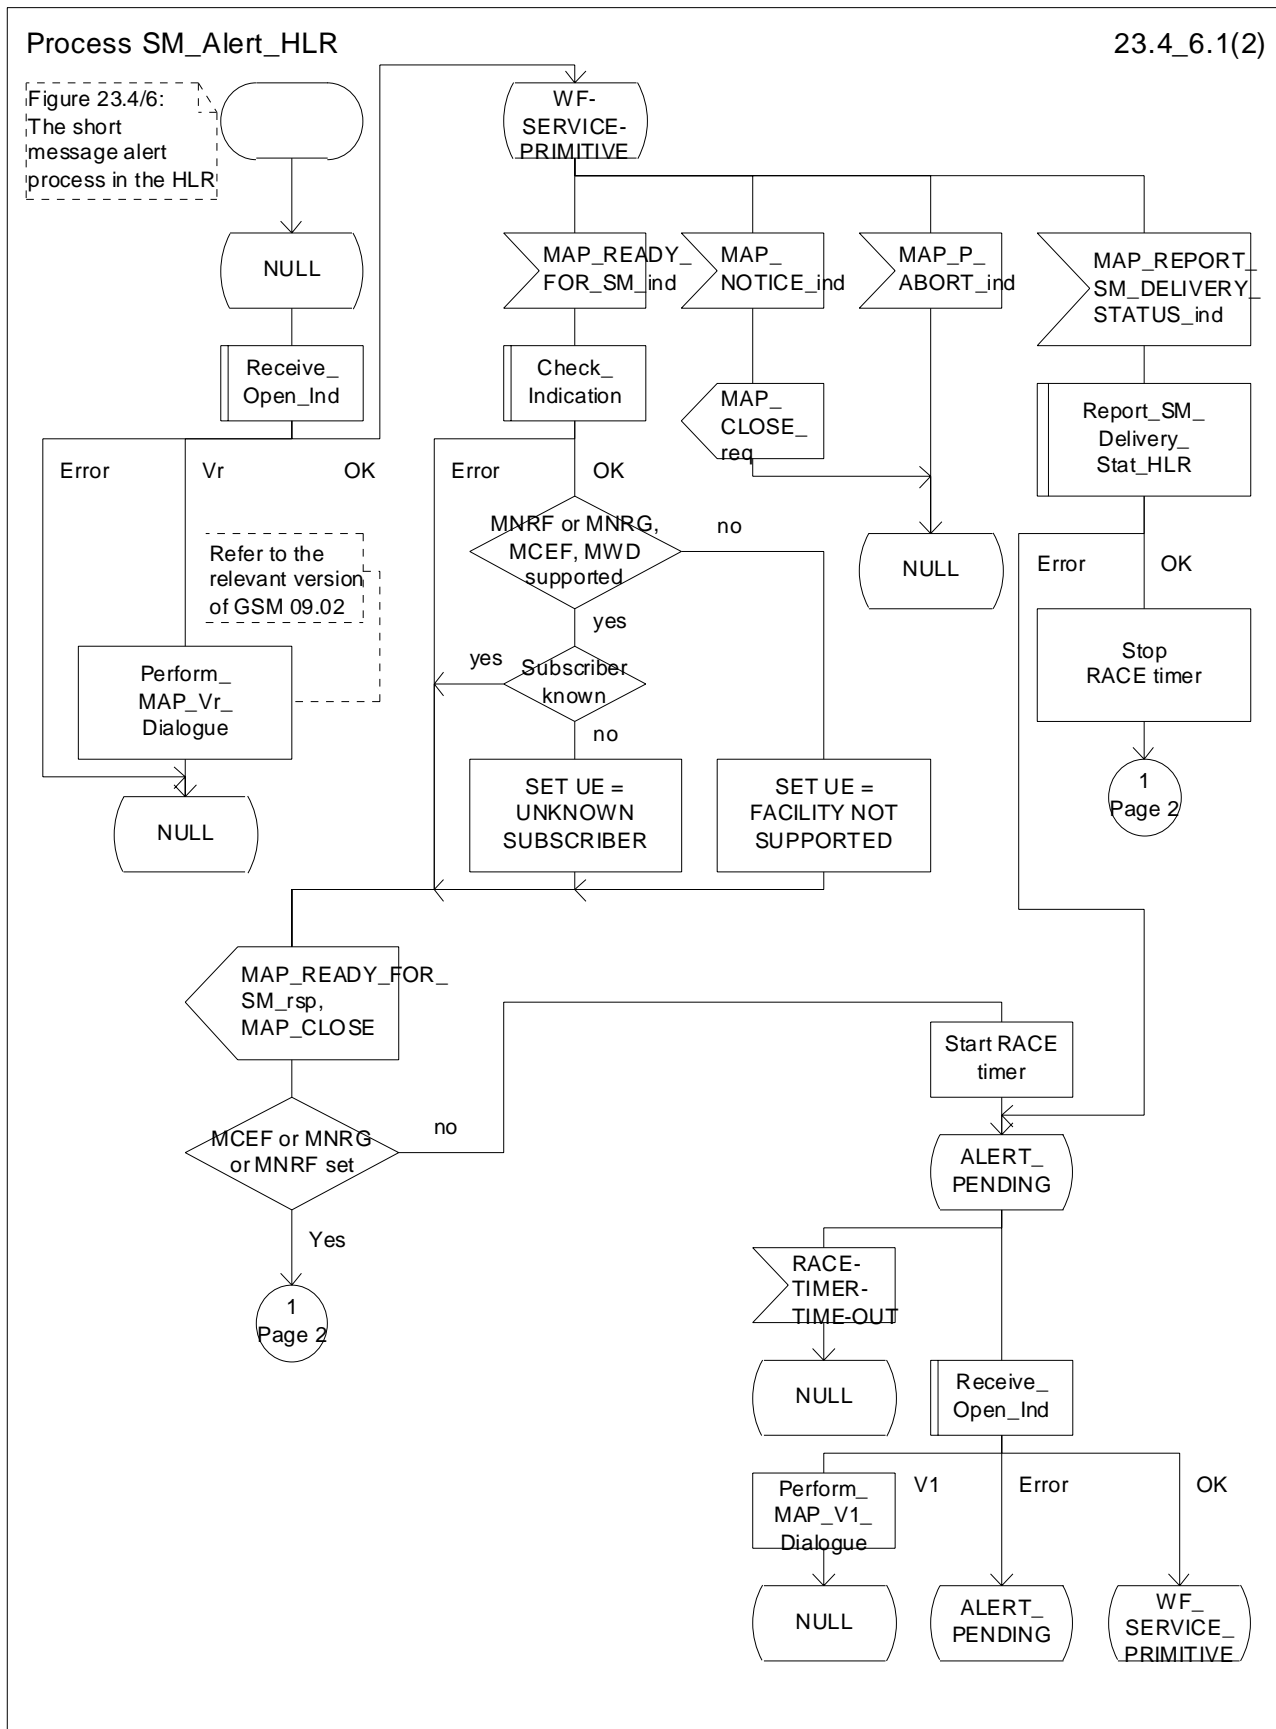 Process SM_Alert_HLR
23.4_6.1(2)
Figure 23.4/6:
The short
message alert
process in the HLR
WF-
SERVICE-
PRIMITIVE
NULL
MAP_READY_
FOR_SM_ind
MAP_
NOTICE_ind
MAP_P_
ABORT_ind
MAP_REPORT_
SM_DELIVERY_
STATUS_ind
Receive_
Open_Ind
Check_
Indication
MAP_
CLOSE_
req
Report_SM_
Delivery_
Stat_HLR
Error
Vr
OK
Error
OK
MNRF or MNRG,
MCEF, MWD
supported
no
yes
NULL
Error
OK
Refer to the
relevant version
of GSM 09.02
Perform_
MAP_Vr_
Dialogue
yes
Subscriber
known
no
Stop
RACE timer
NULL
SET UE =
UNKNOWN
SUBSCRIBER
SET UE =
FACILITY NOT
SUPPORTED
1
Page 2
MAP_READY_FOR_
SM_rsp,
MAP_CLOSE
Start RACE
timer
MCEF or MNRG
or MNRF set
no
Yes
ALERT_
PENDING
1
Page 2
RACE-
TIMER-
TIME-OUT
NULL
Receive_
Open_Ind
Perform_
MAP_V1_
Dialogue
V1
Error
OK
NULL
ALERT_
PENDING
WF_
SERVICE_
PRIMITIVE